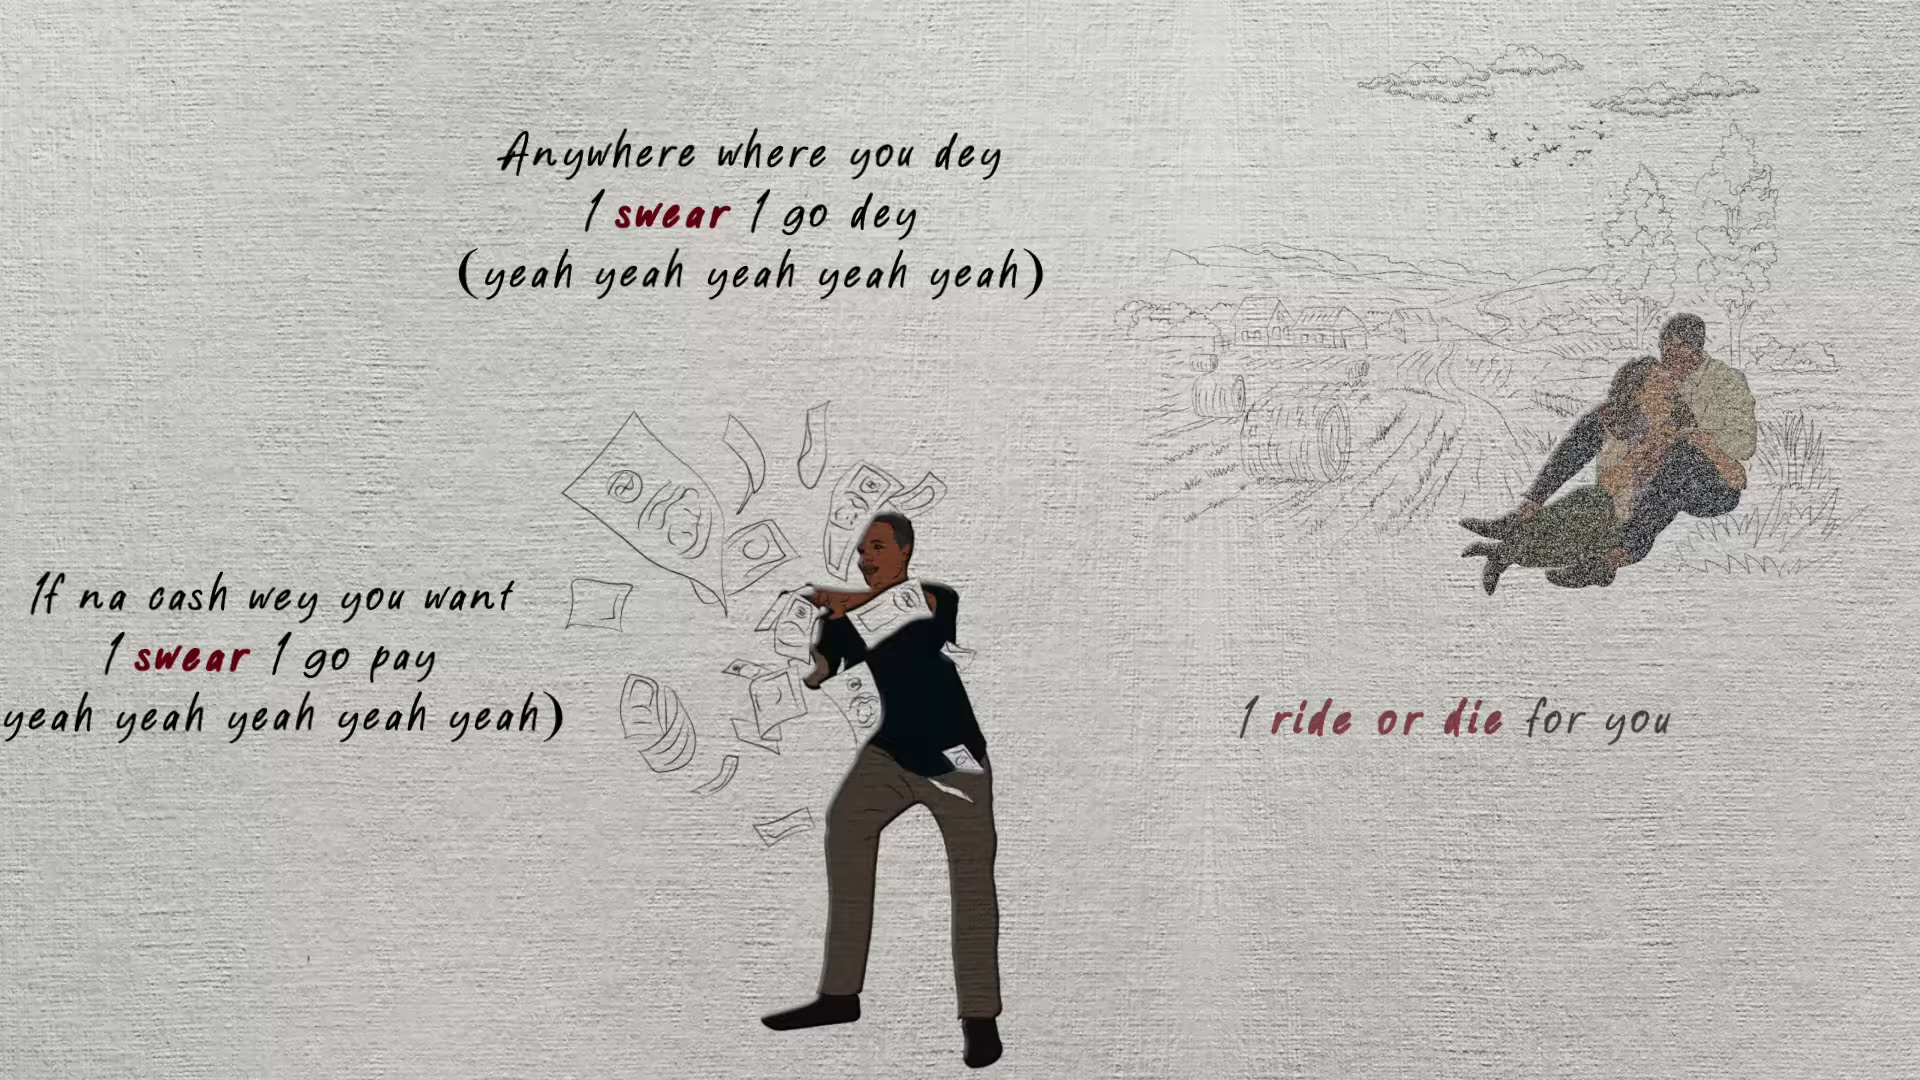 Anywhere where you dey
I swear I go dey
(yeah yeah yeah yeah yeah)
If na cash wey you want
I swear I go pay
yeah yeah yeah yeah yeah)
I ride or die for you